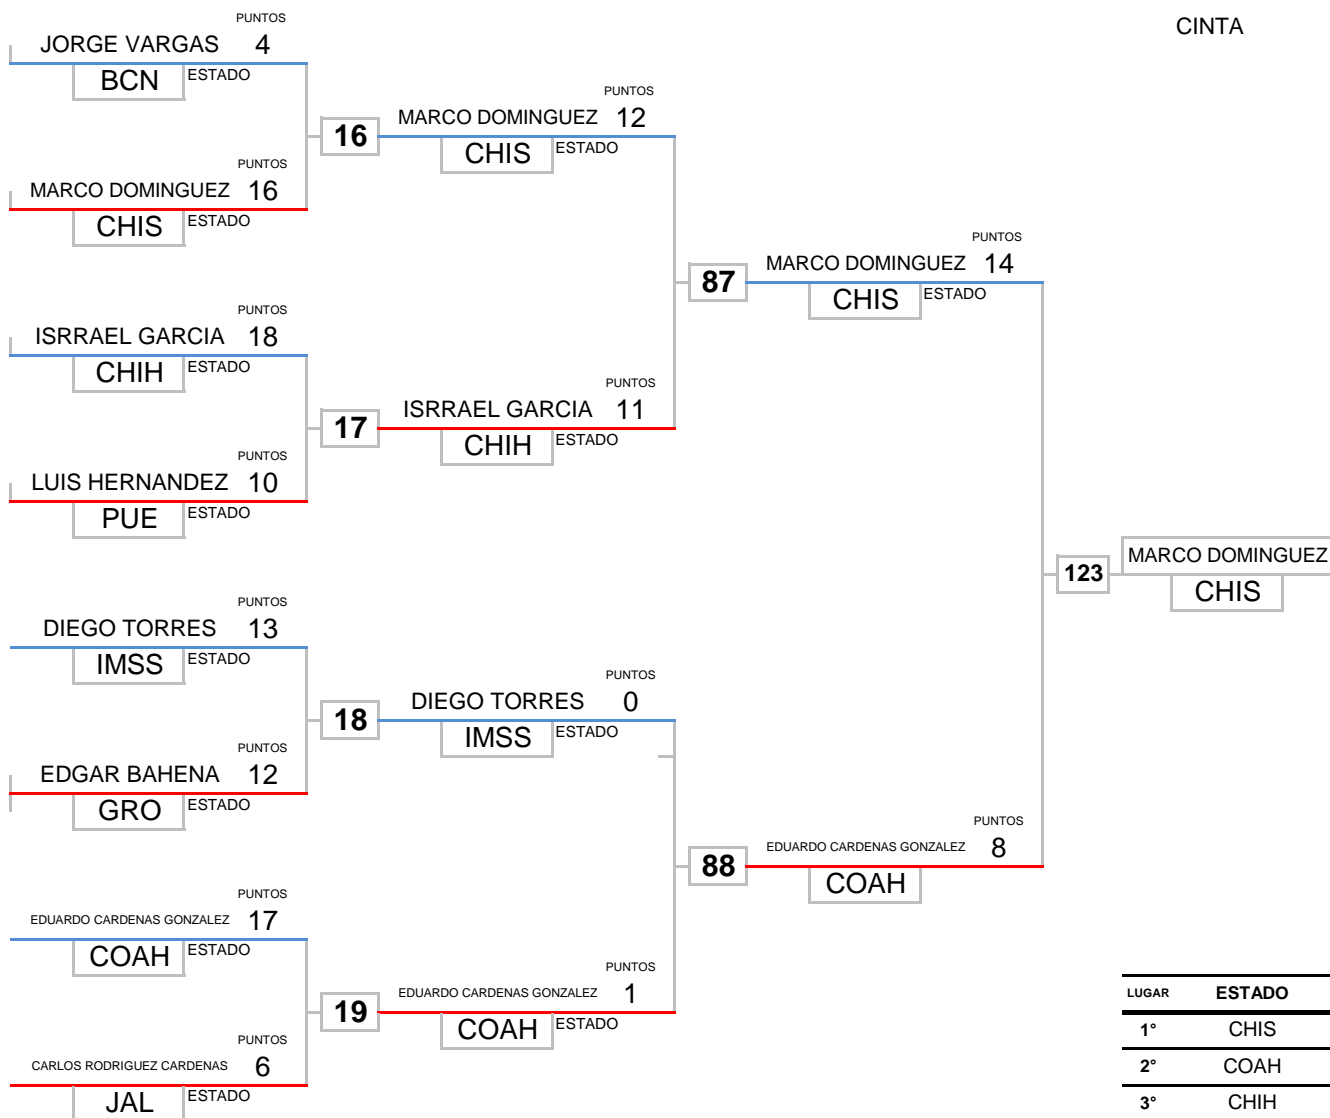 CINTA
PUNTOS
JORGE VARGAS 4
BCN ESTADO
PUNTOS
MARCO DOMINGUEZ 16
CHIS ESTADO
PUNTOS
ISRRAEL GARCIA 18
CHIH ESTADO
PUNTOS
LUIS HERNANDEZ 10
PUE ESTADO
PUNTOS
DIEGO TORRES 13
IMSS ESTADO
PUNTOS
EDGAR BAHENA 12
GRO ESTADO
PUNTOS
EDUARDO CARDENAS GONZALEZ 17
COAH ESTADO
PUNTOS
CARLOS RODRIGUEZ CARDENAS 6
JAL ESTADO
16
17
18
19
PUNTOS
MARCO DOMINGUEZ 12
CHIS ESTADO
PUNTOS
ISRRAEL GARCIA 11
CHIH ESTADO
PUNTOS
DIEGO TORRES 0
IMSS ESTADO
PUNTOS
EDUARDO CARDENAS GONZALEZ 1
COAH ESTADO
87
88
PUNTOS
MARCO DOMINGUEZ 14
CHIS ESTADO
PUNTOS
EDUARDO CARDENAS GONZALEZ 8
COAH
123
MARCO DOMINGUEZ
CHIS
LUGAR ESTADO
1° CHIS
2° COAH
3° CHIH